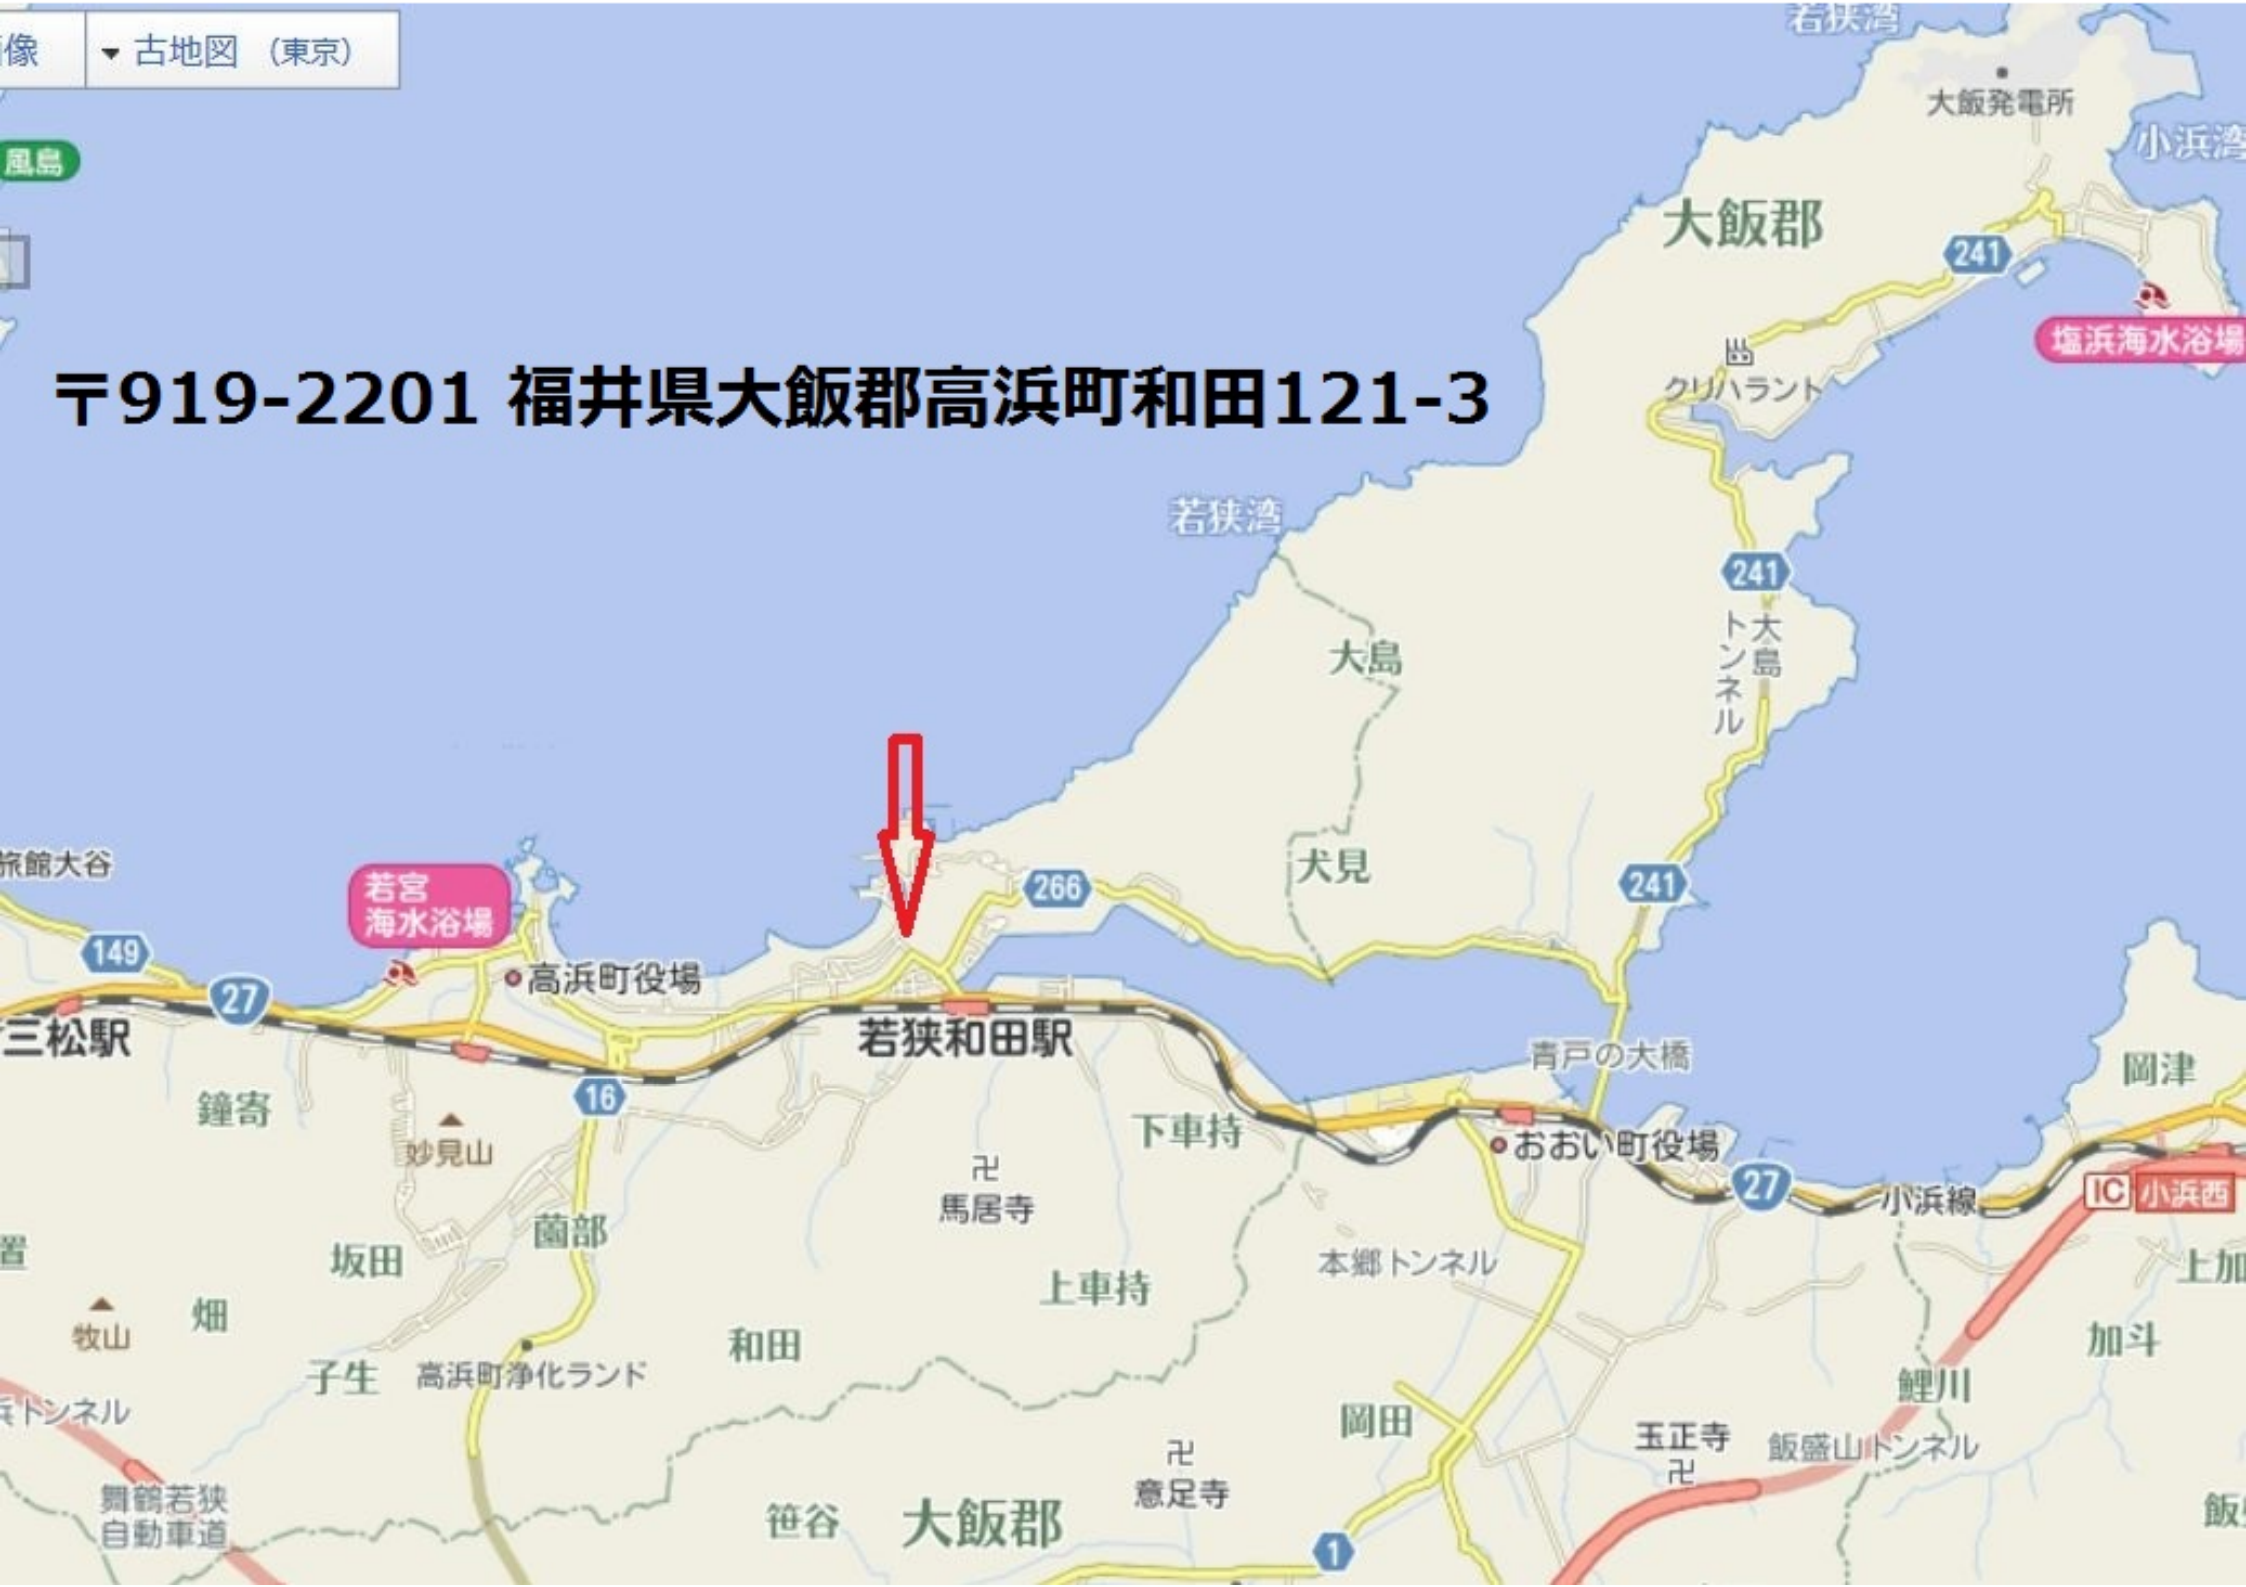 像
古地図 （東京）
若狭湾
大飯発電所
小浜湾
風島
大飯郡
241
塩浜海水浴場
〒919-2201 福井県大飯郡高浜町和田121-3
クリハラント
若狭湾
241
大島
トンネル
大島
旅館大谷
若宮
海水浴場
266
犬見
241
149
27
高浜町役場
三松駅
若狭和田駅
青戸の大橋
岡津
鐘寄
16
妙見山
下車持
おおい町役場
27
小浜線
IC 小浜西
馬居寺
置
坂田
薗部
本郷トンネル
上車持
上加
牧山
畑
和田
加斗
子生
高浜町浄化ランド
鯉川
浜トンネル
岡田
玉正寺
飯盛山トンネル
舞鶴若狭
自動車道
意足寺
笹谷
大飯郡
飯盛
1